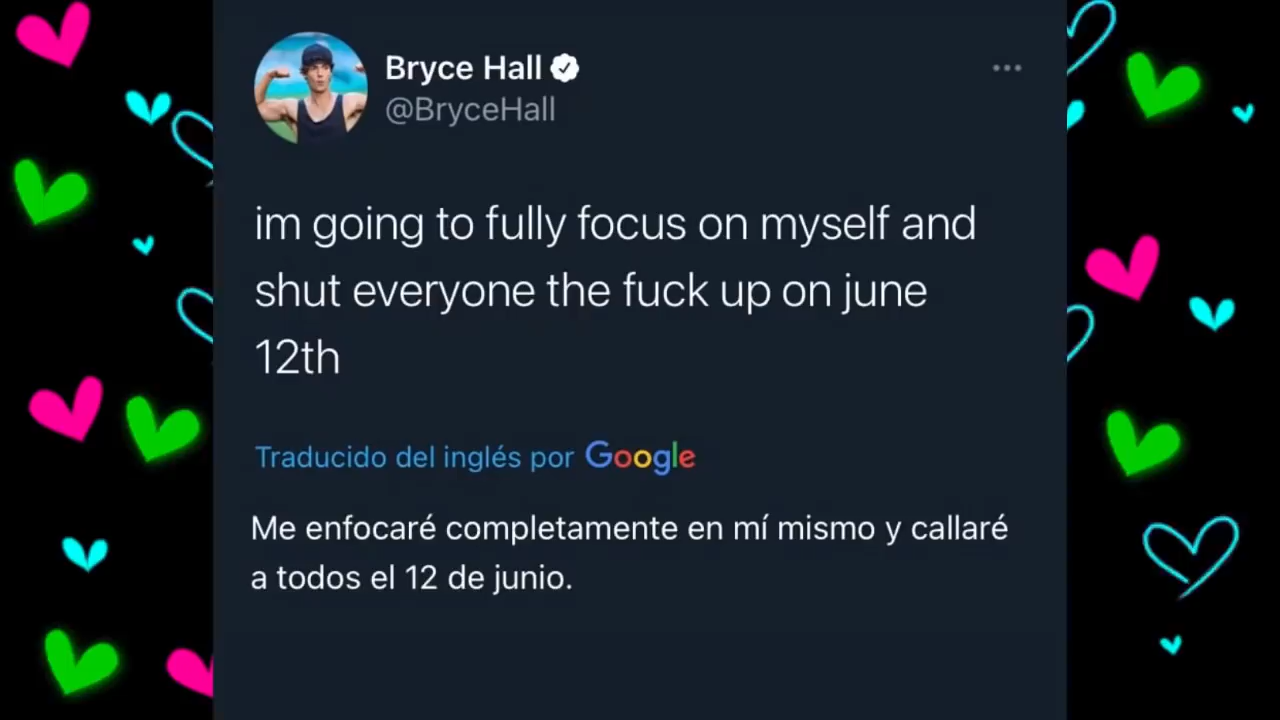 Bryce Hall
@BryceHall
im going to fully focus on myself and
shut everyone the fuck up on june
12th
Traducido del inglés por Google
Me enfocaré completamente en mí mismo y callaré
a todos el 12 de junio.